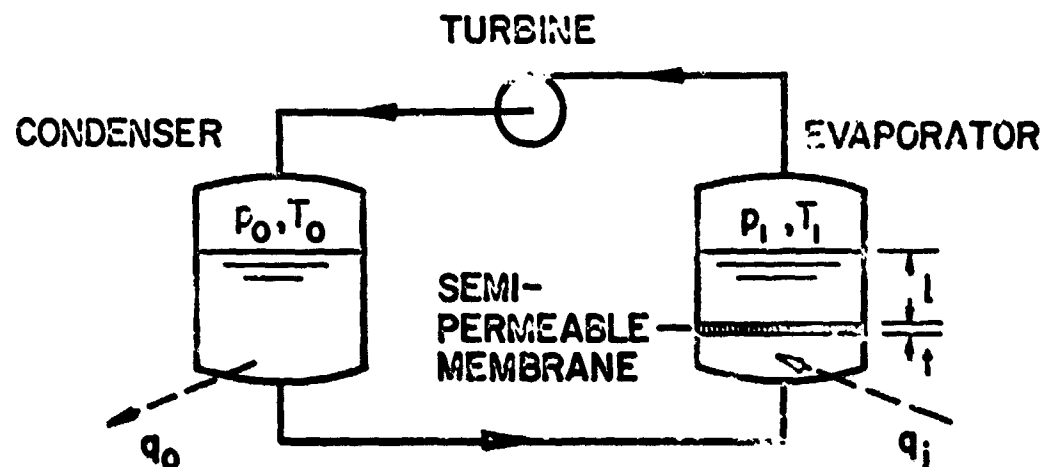 TURBINE
CONDENSER
EVAPORATOR
p₀, T₀
p₁, T₁
SEMI-
PERMEABLE
MEMBRANE
l
t
q₀
qᵢ